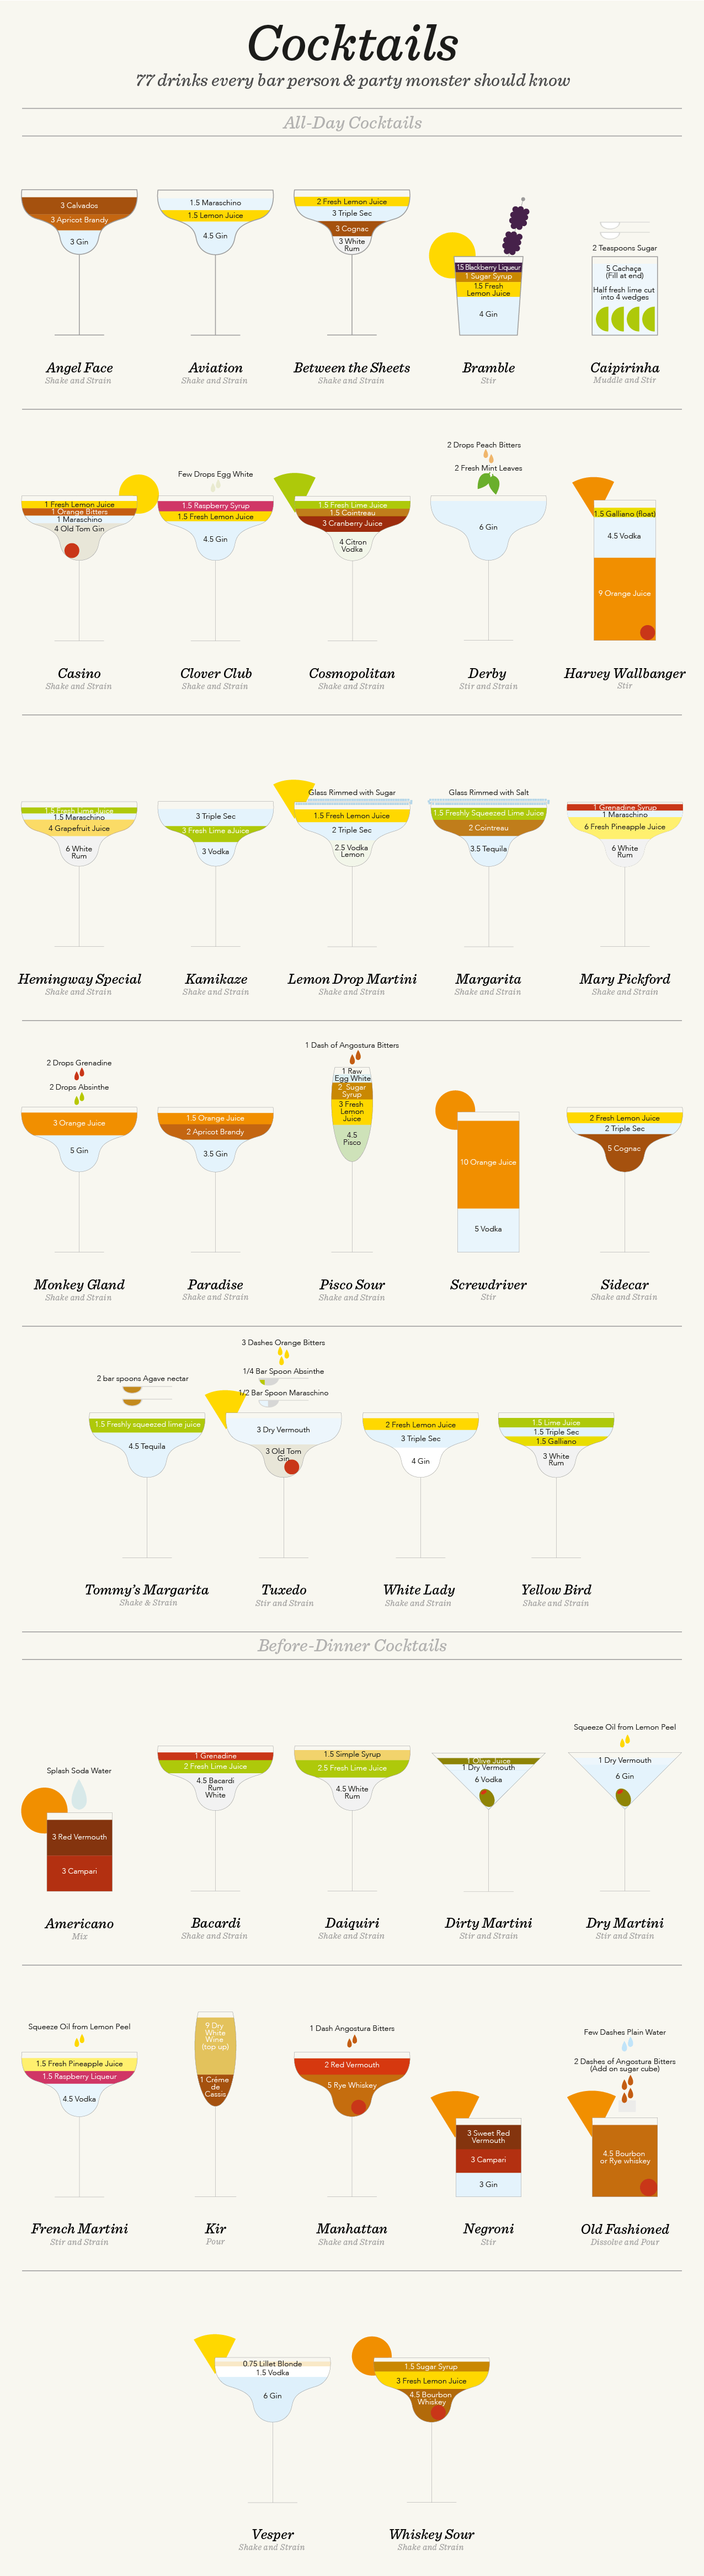 Cocktails
77 drinks every bar person & party monster should know
All-Day Cocktails
3 Calvados
3 Apricot Brandy
3 Gin
Angel Face
Shake and Strain
1.5 Maraschino
1.5 Lemon Juice
4.5 Gin
Aviation
Shake and Strain
2 Fresh Lemon Juice
3 Triple Sec
3 Cognac
3 White
Rum
Between the Sheets
Shake and Strain
1.5 Blackberry Liqueur
1 Sugar Syrup
1.5 Fresh
Lemon Juice
4 Gin
Bramble
Stir
2 Teaspoons Sugar
5 Cachaça
(Fill at end)
Half fresh lime cut
into 4 wedges
Caipirinha
Muddle and Stir
1 Fresh Lemon Juice
1 Orange Bitters
1 Maraschino
4 Old Tom Gin
Casino
Shake and Strain
Few Drops Egg White
1.5 Raspberry Syrup
1.5 Fresh Lemon Juice
4.5 Gin
Clover Club
Shake and Strain
1.5 Fresh Lime Juice
1.5 Cointreau
3 Cranberry Juice
4 Citron
Vodka
Cosmopolitan
Shake and Strain
2 Drops Peach Bitters
2 Fresh Mint Leaves
6 Gin
Derby
Stir and Strain
1.5 Galliano (float)
4.5 Vodka
9 Orange Juice
Harvey Wallbanger
Stir
1.5 Fresh Lime Juice
1.5 Maraschino
4 Grapefruit Juice
6 White
Rum
Hemingway Special
Shake and Strain
3 Triple Sec
3 Fresh Lime aJuice
3 Vodka
Kamikaze
Shake and Strain
Glass Rimmed with Sugar
1.5 Fresh Lemon Juice
2 Triple Sec
2.5 Vodka
Lemon
Lemon Drop Martini
Shake and Strain
Glass Rimmed with Salt
1.5 Freshly Squeezed Lime Juice
2 Cointreau
3.5 Tequila
Margarita
Shake and Strain
1 Grenadine Syrup
1 Maraschino
6 Fresh Pineapple Juice
6 White
Rum
Mary Pickford
Shake and Strain
2 Drops Grenadine
2 Drops Absinthe
3 Orange Juice
5 Gin
Monkey Gland
Shake and Strain
1.5 Orange Juice
2 Apricot Brandy
3.5 Gin
Paradise
Shake and Strain
1 Dash of Angostura Bitters
1 Raw
Egg White
2 Sugar
Syrup
3 Fresh
Lemon
Juice
4.5
Pisco
Pisco Sour
Shake and Strain
10 Orange Juice
5 Vodka
Screwdriver
Stir
2 Fresh Lemon Juice
2 Triple Sec
5 Cognac
Sidecar
Shake and Strain
2 bar spoons Agave nectar
1.5 Freshly squeezed lime juice
4.5 Tequila
Tommy's Margarita
Shake & Strain
3 Dashes Orange Bitters
1/4 Bar Spoon Absinthe
1/2 Bar Spoon Maraschino
3 Dry Vermouth
3 Old Tom
Gin
Tuxedo
Stir and Strain
2 Fresh Lemon Juice
3 Triple Sec
4 Gin
White Lady
Shake and Strain
1.5 Lime Juice
1.5 Triple Sec
1.5 Galliano
3 White
Rum
Yellow Bird
Shake and Strain
Before-Dinner Cocktails
Splash Soda Water
3 Red Vermouth
3 Campari
Americano
Mix
1 Grenadine
2 Fresh Lime Juice
4.5 Bacardi
Rum
White
Bacardi
Shake and Strain
1.5 Simple Syrup
2.5 Fresh Lime Juice
4.5 White
Rum
Daiquiri
Shake and Strain
1 Olive Juice
1 Dry Vermouth
6 Vodka
Dirty Martini
Stir and Strain
Squeeze Oil from Lemon Peel
1 Dry Vermouth
6 Gin
Dry Martini
Stir and Strain
Squeeze Oil from Lemon Peel
1.5 Fresh Pineapple Juice
1.5 Raspberry Liqueur
4.5 Vodka
French Martini
Stir and Strain
9 Dry
White
Wine
(top up)
1 Crème
de
Cassis
Kir
Pour
1 Dash Angostura Bitters
2 Red Vermouth
5 Rye Whiskey
Manhattan
Shake and Strain
3 Sweet Red
Vermouth
3 Campari
3 Gin
Negroni
Stir
Few Dashes Plain Water
2 Dashes of Angostura Bitters
(Add on sugar cube)
4.5 Bourbon
or Rye whiskey
Old Fashioned
Dissolve and Pour
0.75 Lillet Blonde
1.5 Vodka
6 Gin
Vesper
Shake and Strain
1.5 Sugar Syrup
3 Fresh Lemon Juice
4.5 Bourbon
Whiskey
Whiskey Sour
Shake and Strain